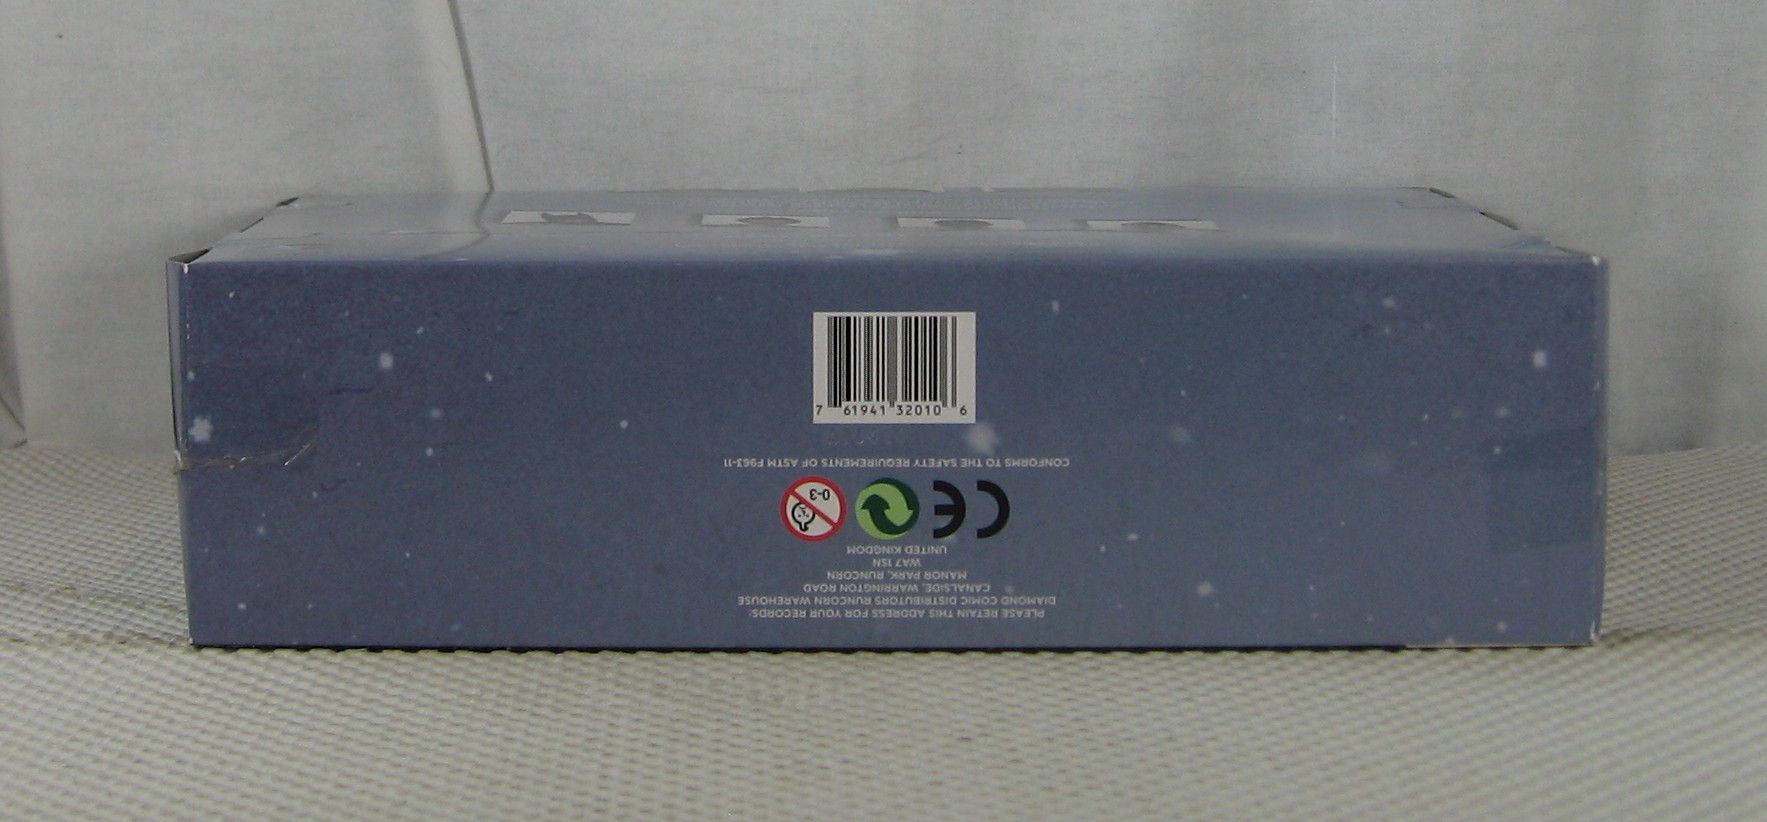 7 61941 32010 6
PLEASE RETAIN THIS ADDRESS FOR YOUR RECORDS:
DIAMOND COMIC DISTRIBUTORS RUNCORN WAREHOUSE
CANALSIDE, WARRINGTON ROAD
MANOR PARK, RUNCORN
WA7 1SN
UNITED KINGDOM
CE
0-3
CONFORMS TO THE SAFETY REQUIREMENTS OF ASTM F963-11